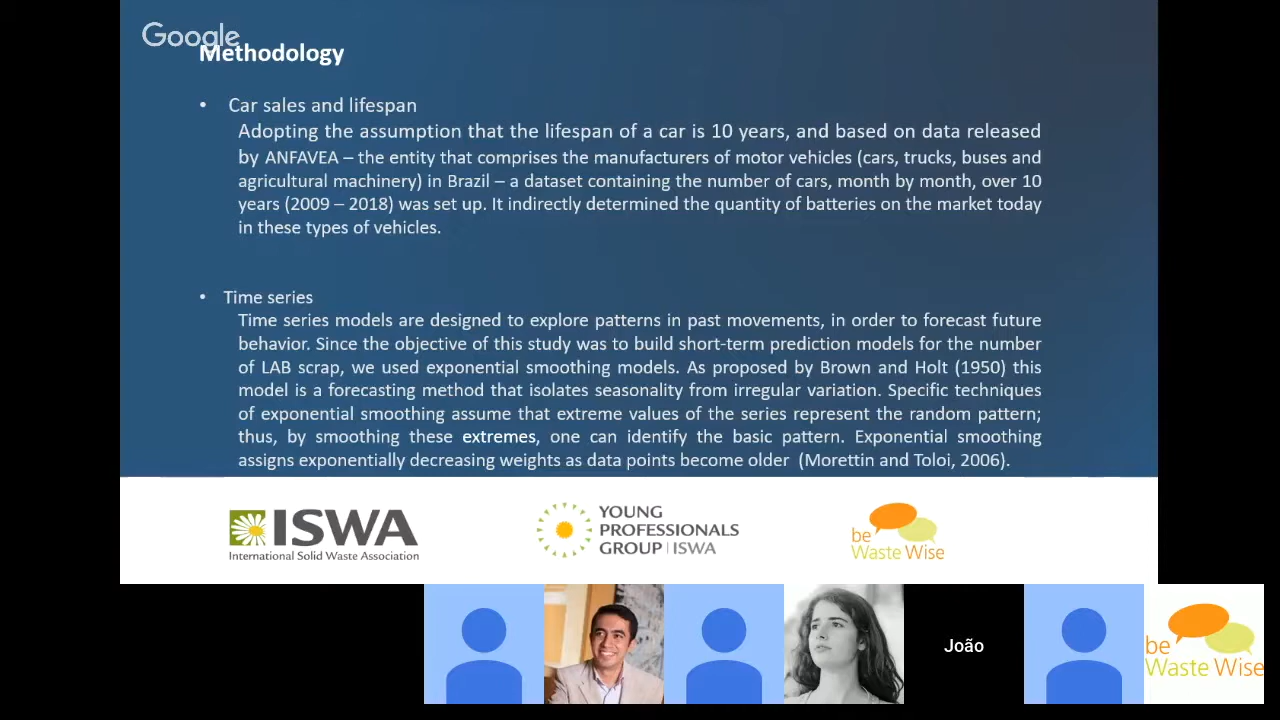 Google
Methodology
• Car sales and lifespan
Adopting the assumption that the lifespan of a car is 10 years, and based on data released
by ANFAVEA – the entity that comprises the manufacturers of motor vehicles (cars, trucks, buses and
agricultural machinery) in Brazil – a dataset containing the number of cars, month by month, over 10
years (2009 – 2018) was set up. It indirectly determined the quantity of batteries on the market today
in these types of vehicles.
• Time series
Time series models are designed to explore patterns in past movements, in order to forecast future
behavior. Since the objective of this study was to build short-term prediction models for the number
of LAB scrap, we used exponential smoothing models. As proposed by Brown and Holt (1950) this
model is a forecasting method that isolates seasonality from irregular variation. Specific techniques
of exponential smoothing assume that extreme values of the series represent the random pattern;
thus, by smoothing these extremes, one can identify the basic pattern. Exponential smoothing
assigns exponentially decreasing weights as data points become older (Morettin and Toloi, 2006).
ISWA
International Solid Waste Association
YOUNG
PROFESSIONALS
GROUP | ISWA
be
Waste Wise
João
be
Waste Wise